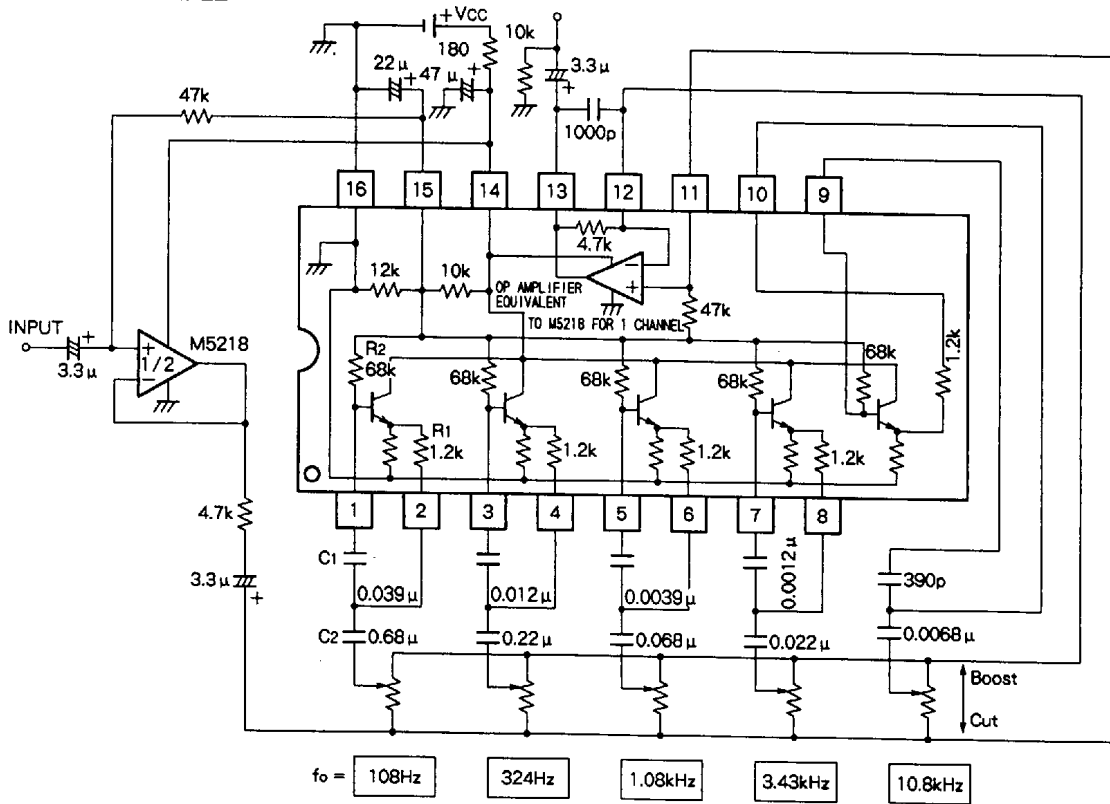 +VCC
180
10k
3.3μ
+
22μ
+
47μ
+
47k
1000p
16
15
14
13
12
11
10
9
12k
10k
4.7k
OP AMPLIFIER
EQUIVALENT
TO M5218 FOR 1 CHANNEL
47k
INPUT
+
3.3μ
+
1/2
−
M5218
−
+
R2
68k
68k
68k
68k
68k
1.2k
R1
1.2k
1.2k
1.2k
1.2k
1
2
3
4
5
6
7
8
4.7k
3.3μ
+
C1
0.039μ
0.012μ
0.0039μ
0.0012μ
390p
C2
0.68μ
0.22μ
0.068μ
0.022μ
0.0068μ
Boost
Cut
fo =
108Hz
324Hz
1.08kHz
3.43kHz
10.8kHz